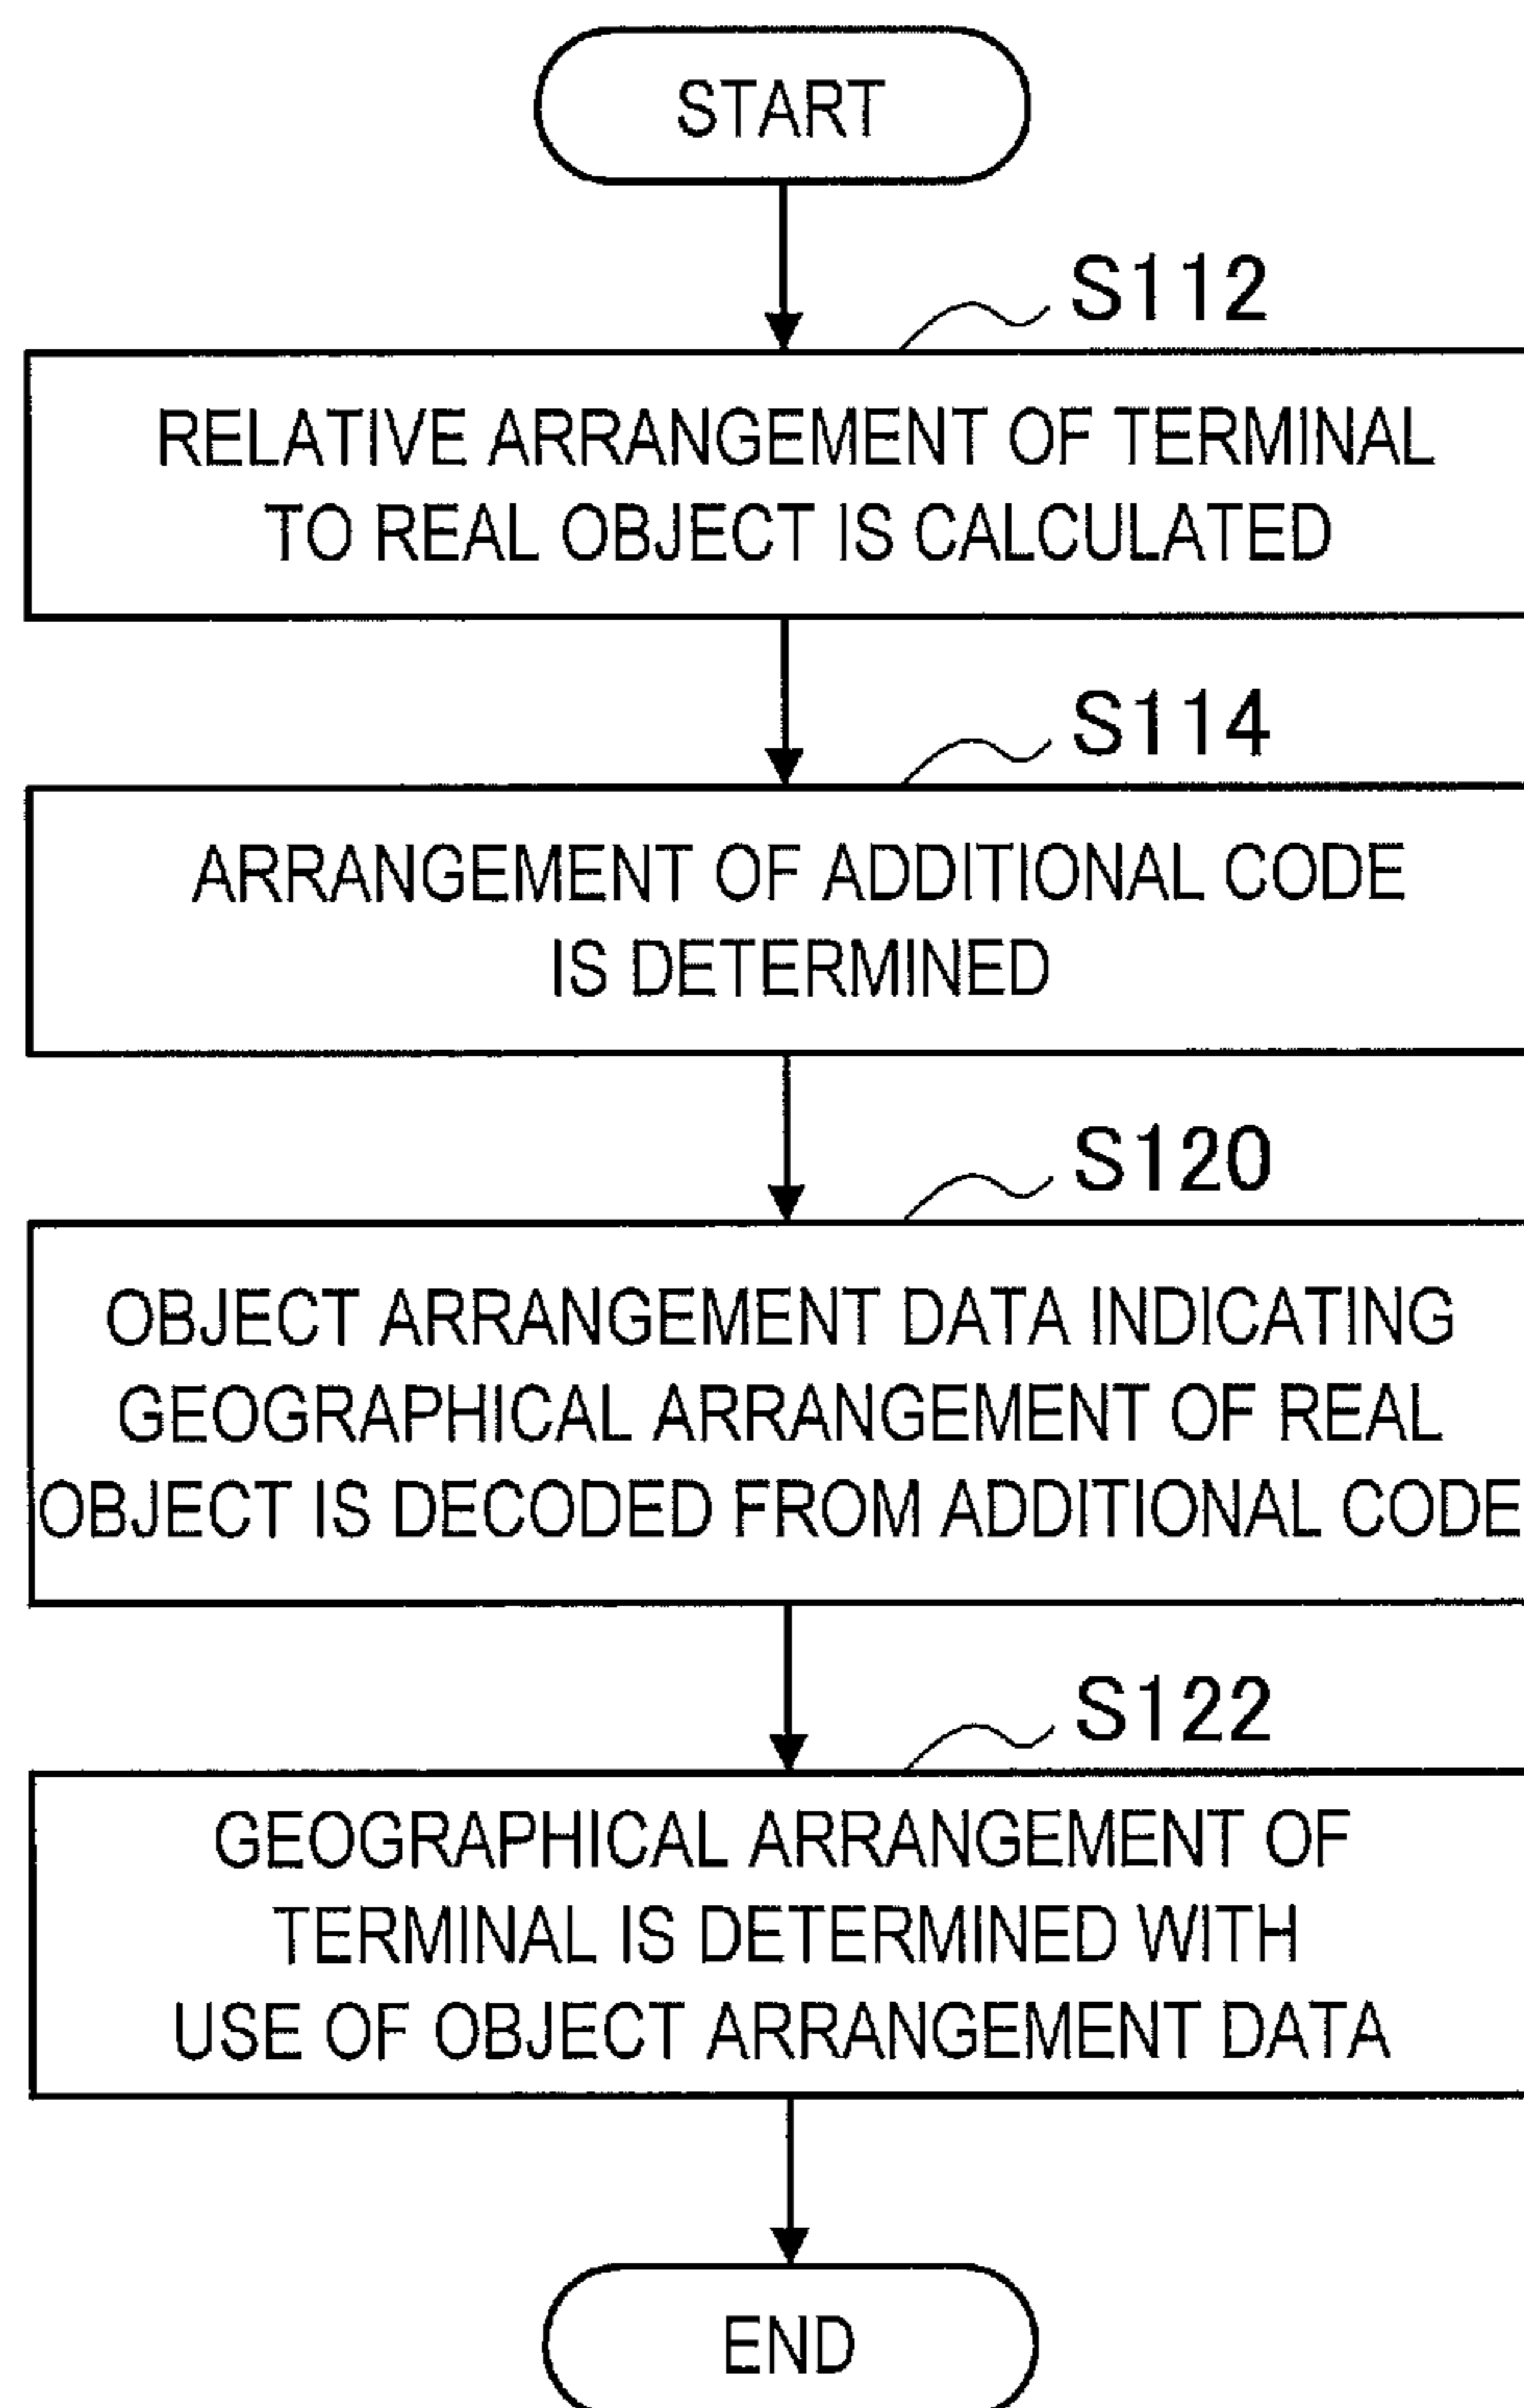 START
S112
RELATIVE ARRANGEMENT OF TERMINAL
TO REAL OBJECT IS CALCULATED
S114
ARRANGEMENT OF ADDITIONAL CODE
IS DETERMINED
S120
OBJECT ARRANGEMENT DATA INDICATING
GEOGRAPHICAL ARRANGEMENT OF REAL
OBJECT IS DECODED FROM ADDITIONAL CODE
S122
GEOGRAPHICAL ARRANGEMENT OF
TERMINAL IS DETERMINED WITH
USE OF OBJECT ARRANGEMENT DATA
END